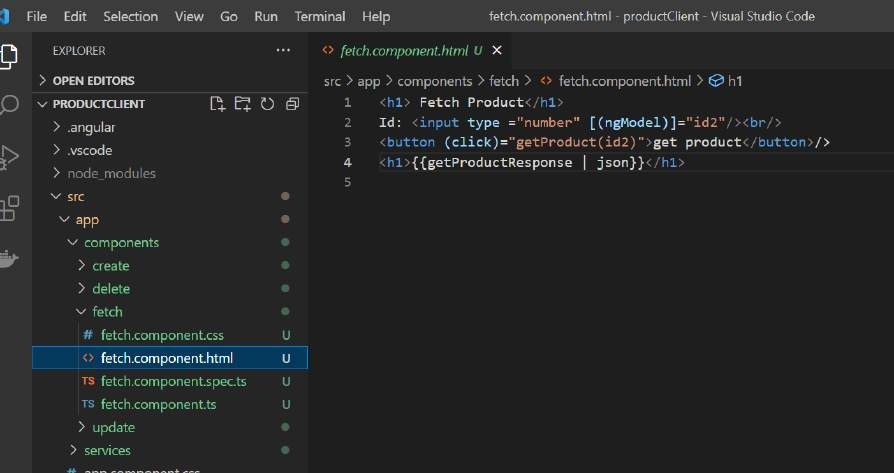 File Edit Selection View Go Run Terminal Help fetch.component.html - productClient - Visual Studio Code
EXPLORER ...
OPEN EDITORS
PRODUCTCLIENT
.angular
.vscode
node_modules
src
app
components
create
delete
fetch
# fetch.component.css U
<> fetch.component.html U
TS fetch.component.spec.ts U
TS fetch.component.ts U
update
services
# app.component.css
<> fetch.component.html U ×
src > app > components > fetch > <> fetch.component.html > h1
1 <h1> Fetch Product</h1>
2 Id: <input type ="number" [(ngModel)]="id2"/><br/>
3 <button (click)="getProduct(id2)">get product</button>/>
4 <h1>{{getProductResponse | json}}</h1>
5